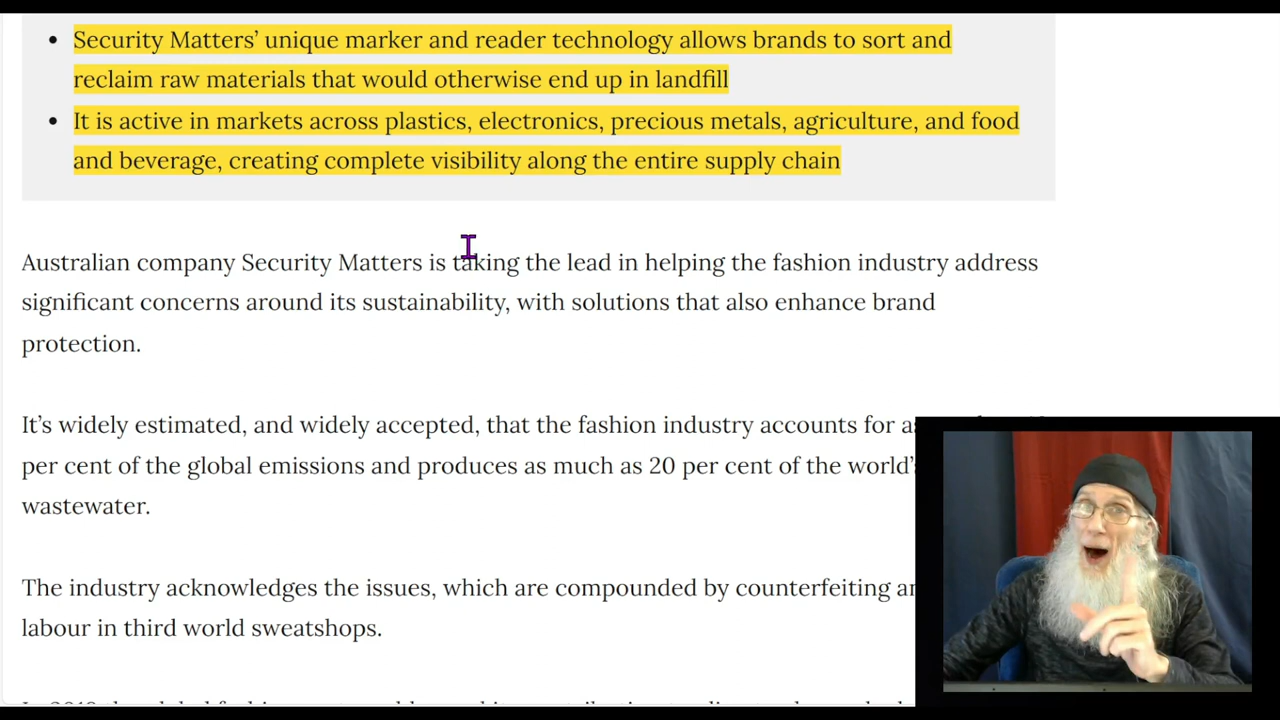 • Security Matters’ unique marker and reader technology allows brands to sort and
reclaim raw materials that would otherwise end up in landfill
• It is active in markets across plastics, electronics, precious metals, agriculture, and food
and beverage, creating complete visibility along the entire supply chain
Australian company Security Matters is taking the lead in helping the fashion industry address
significant concerns around its sustainability, with solutions that also enhance brand
protection.
It’s widely estimated, and widely accepted, that the fashion industry accounts for
per cent of the global emissions and produces as much as 20 per cent of the world’
wastewater.
The industry acknowledges the issues, which are compounded by counterfeiting
labour in third world sweatshops.